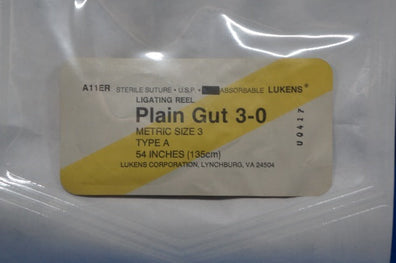 A11ER STERILE SUTURE • U.S.P. • ABSORBABLE LUKENS®
LIGATING REEL
Plain Gut 3-0
METRIC SIZE 3
TYPE A
54 INCHES (135cm)
LUKENS CORPORATION, LYNCHBURG, VA 24504
U0417